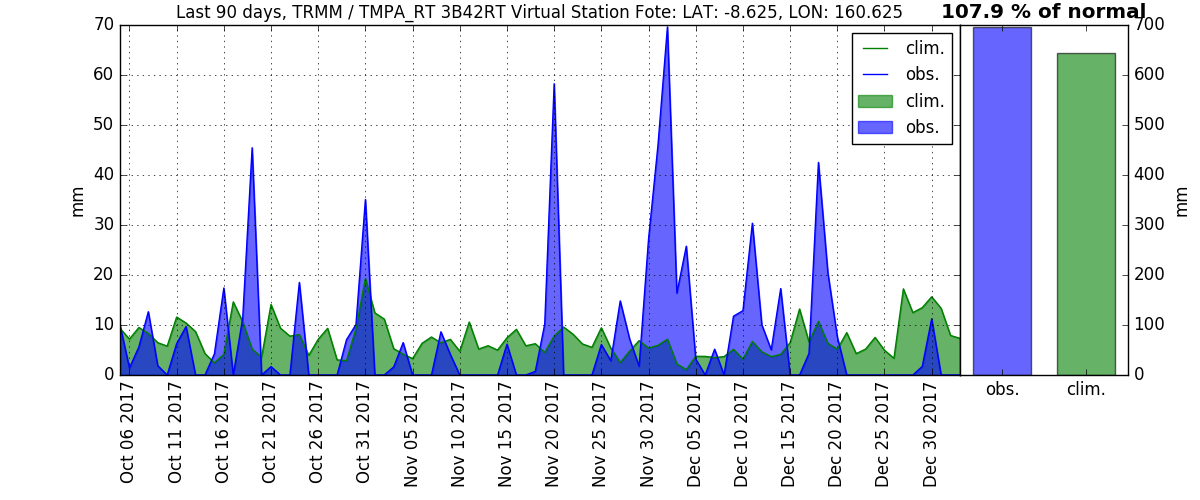 Last 90 days, TRMM / TMPA_RT 3B42RT Virtual Station Fote: LAT: -8.625, LON: 160.625
107.9 % of normal
mm
70
60
50
40
30
20
10
0
clim.
obs.
clim.
obs.
700
600
500
400
300
200
100
0
mm
Oct 06 2017
Oct 11 2017
Oct 16 2017
Oct 21 2017
Oct 26 2017
Oct 31 2017
Nov 05 2017
Nov 10 2017
Nov 15 2017
Nov 20 2017
Nov 25 2017
Nov 30 2017
Dec 05 2017
Dec 10 2017
Dec 15 2017
Dec 20 2017
Dec 25 2017
Dec 30 2017
obs.
clim.